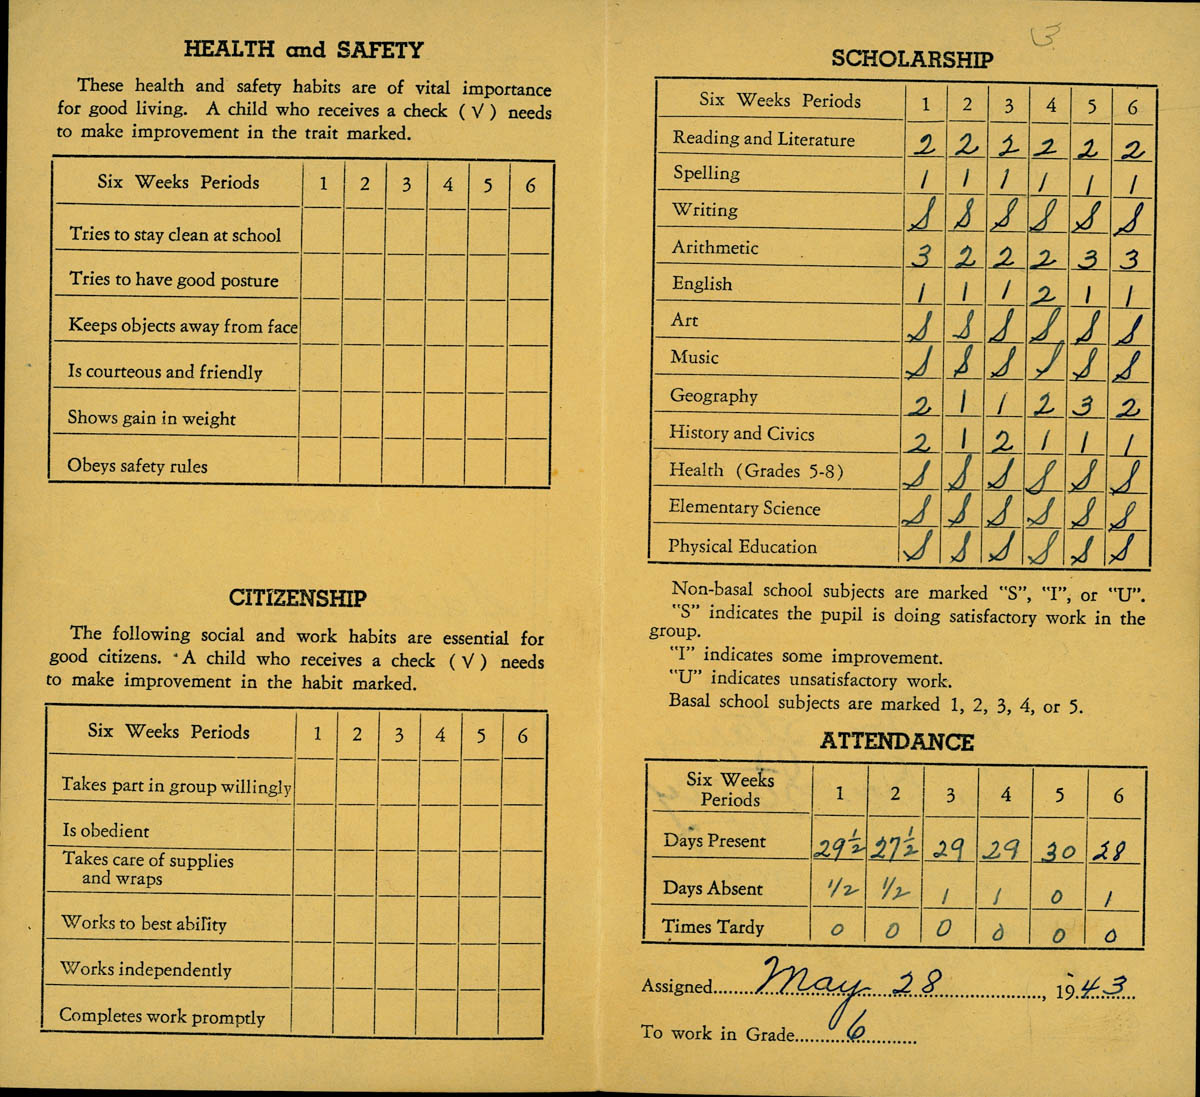 HEALTH and SAFETY
These health and safety habits are of vital importance
for good living. A child who receives a check (√) needs
to make improvement in the trait marked.
Six Weeks Periods 1 2 3 4 5 6
Tries to stay clean at school
Tries to have good posture
Keeps objects away from face
Is courteous and friendly
Shows gain in weight
Obeys safety rules
CITIZENSHIP
The following social and work habits are essential for
good citizens. A child who receives a check (√) needs
to make improvement in the habit marked.
Six Weeks Periods 1 2 3 4 5 6
Takes part in group willingly
Is obedient
Takes care of supplies
and wraps
Works to best ability
Works independently
Completes work promptly
3
SCHOLARSHIP
Six Weeks Periods 1 2 3 4 5 6
Reading and Literature 2 2 2 2 2 2
Spelling 1 1 1 1 1 1
Writing S S S S S S
Arithmetic 3 2 2 2 3 3
English 1 1 1 2 1 1
Art S S S S S S
Music S S S S S S
Geography 2 1 1 2 3 2
History and Civics 2 1 2 1 1 1
Health (Grades 5-8) S S S S S S
Elementary Science S S S S S S
Physical Education S S S S S S
Non-basal school subjects are marked "S", "I", or "U".
"S" indicates the pupil is doing satisfactory work in the
group.
"I" indicates some improvement.
"U" indicates unsatisfactory work.
Basal school subjects are marked 1, 2, 3, 4, or 5.
ATTENDANCE
Six Weeks
Periods 1 2 3 4 5 6
Days Present 29½ 27½ 29 29 30 28
Days Absent ½ ½ 1 1 0 1
Times Tardy 0 0 0 0 0 0
Assigned May 28, 1943
To work in Grade 6